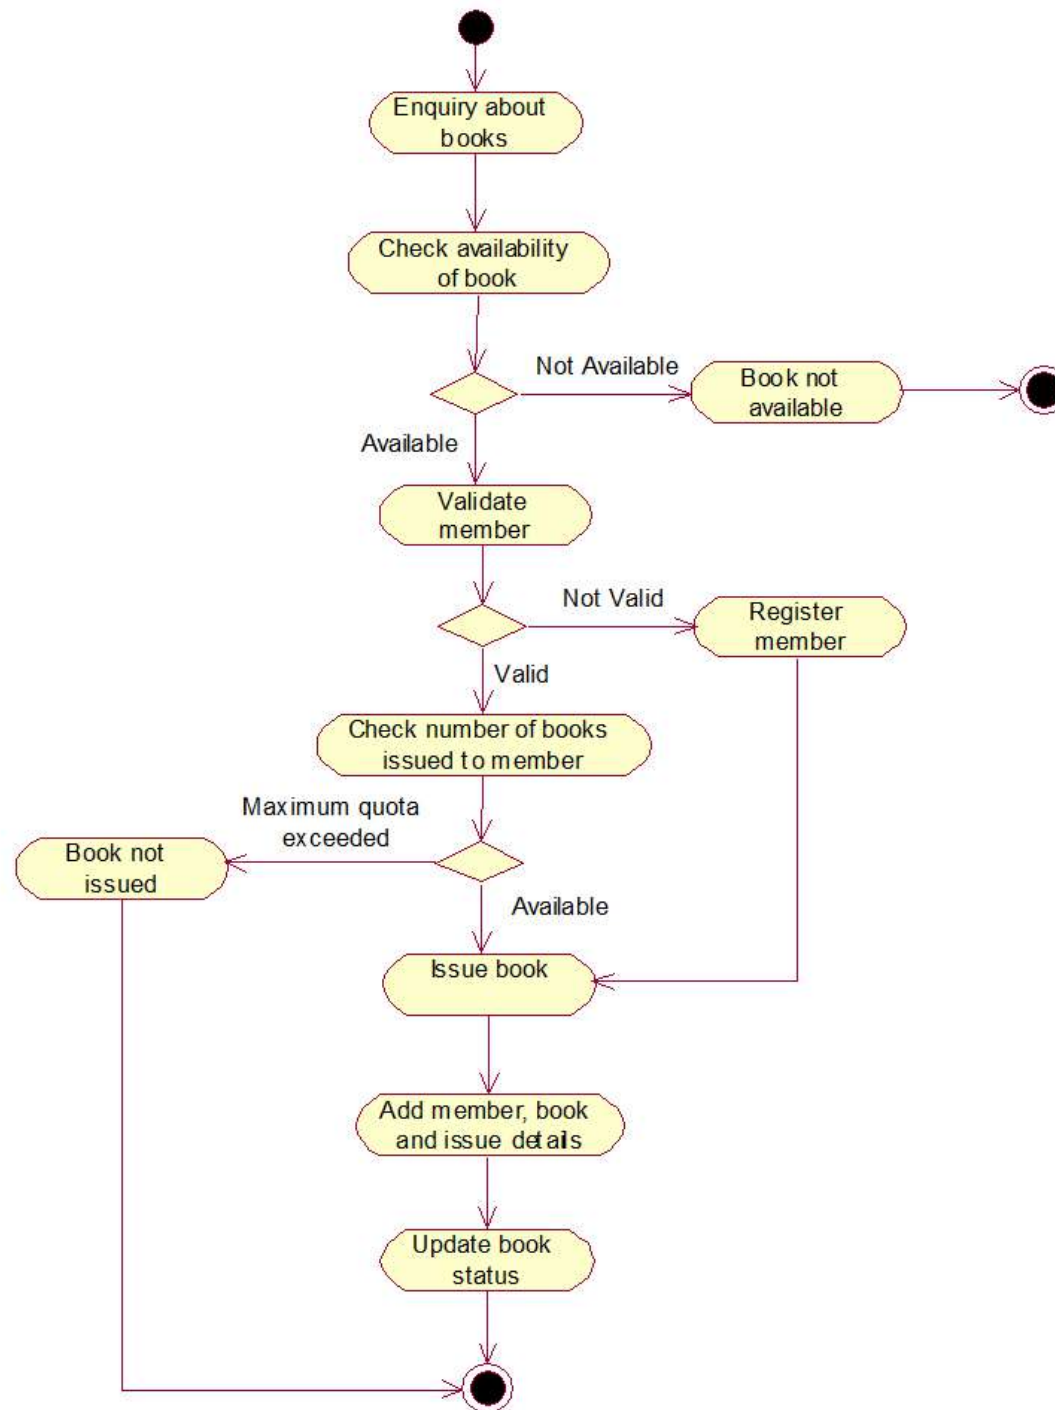 Enquiry about
books
Check availability
of book
Not Available
Book not
available
Available
Validate
member
Not Valid
Register
member
Valid
Check number of books
issued to member
Maximum quota
exceeded
Book not
issued
Available
Issue book
Add member, book
and issue details
Update book
status